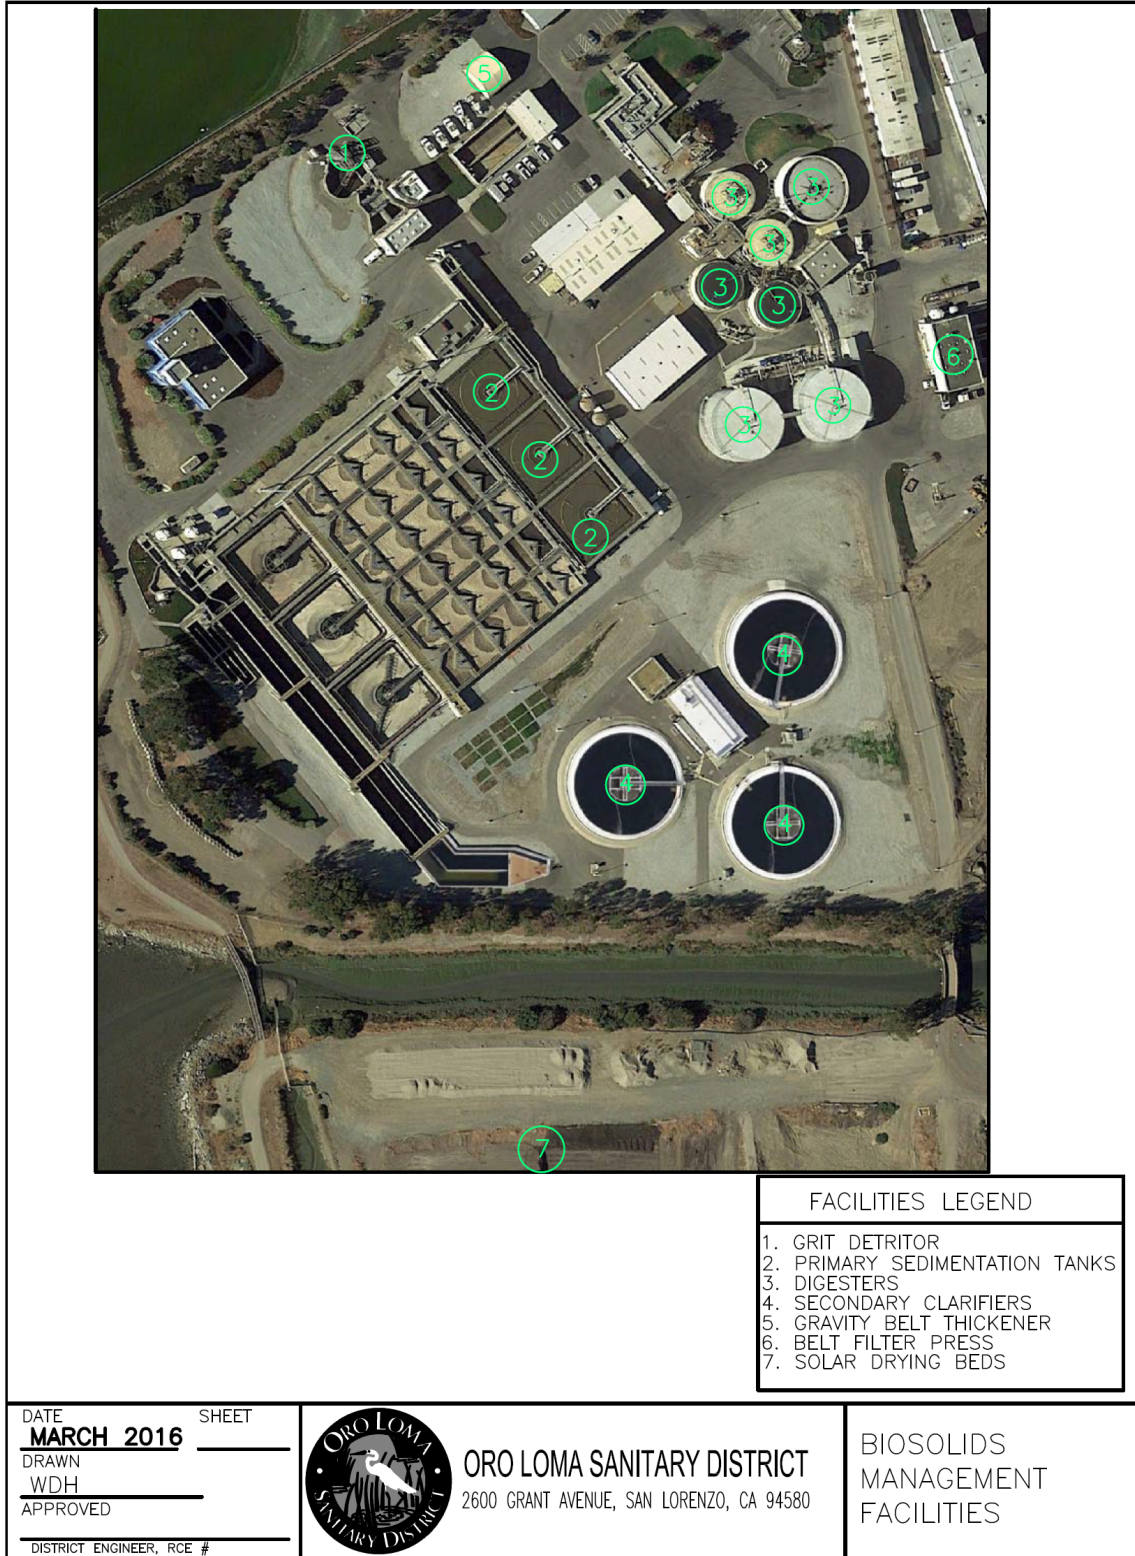 5
1
3
3
3
3
3
6
2
3
3
2
2
4
4
4
7
FACILITIES LEGEND
1. GRIT DETRITOR
2. PRIMARY SEDIMENTATION TANKS
3. DIGESTERS
4. SECONDARY CLARIFIERS
5. GRAVITY BELT THICKENER
6. BELT FILTER PRESS
7. SOLAR DRYING BEDS
DATE SHEET
MARCH 2016
DRAWN
WDH
APPROVED
DISTRICT ENGINEER, RCE #
ORO LOMA
SANITARY DISTRICT
ORO LOMA SANITARY DISTRICT
2600 GRANT AVENUE, SAN LORENZO, CA 94580
BIOSOLIDS
MANAGEMENT
FACILITIES